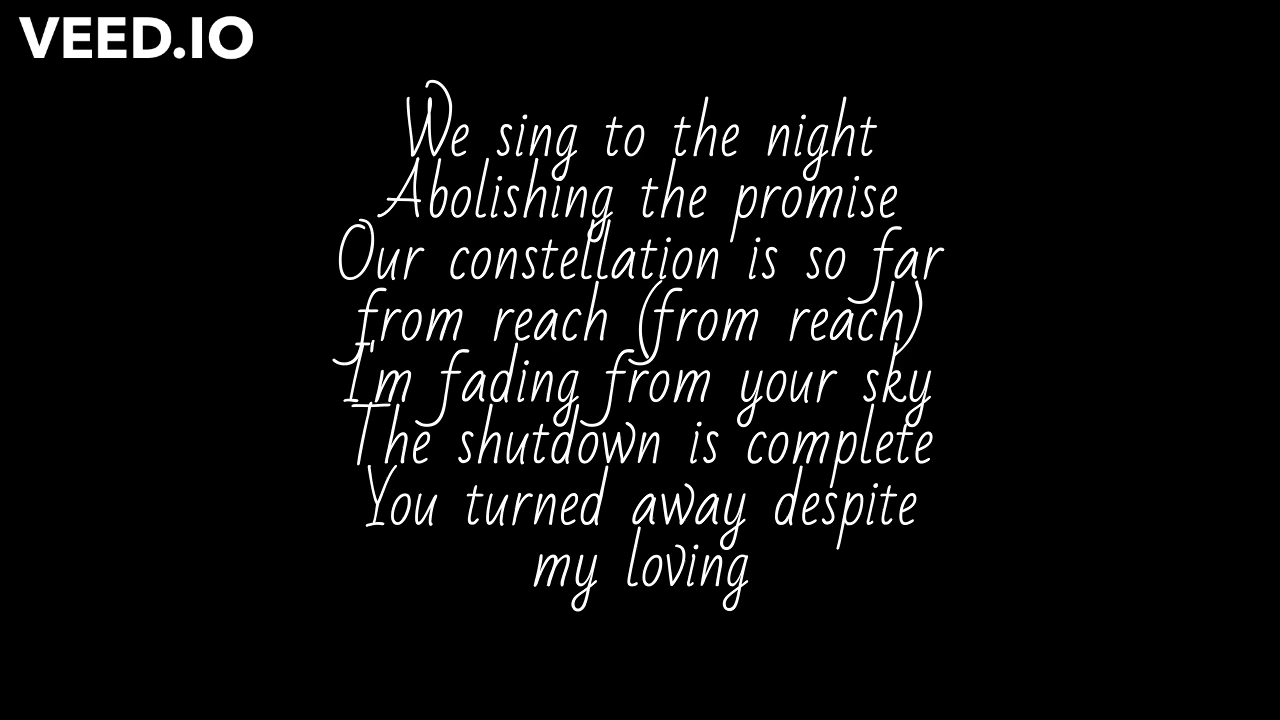 VEED.IO
We sing to the night
Abolishing the promise
Our constellation is so far
from reach (from reach)
I'm fading from your sky
The shutdown is complete
You turned away despite
my loving